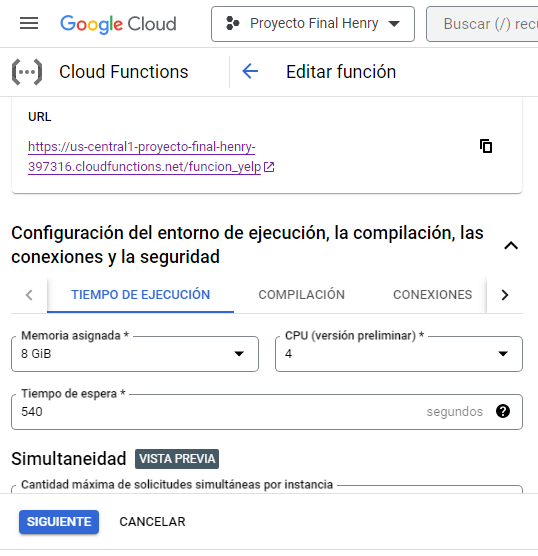 Google Cloud
Proyecto Final Henry
Buscar (/) recu
Cloud Functions
Editar función
URL
https://us-central1-proyecto-final-henry-
397316.cloudfunctions.net/funcion_yelp
Configuración del entorno de ejecución, la compilación, las
conexiones y la seguridad
TIEMPO DE EJECUCIÓN
COMPILACIÓN
CONEXIONES
Memoria asignada *
8 GiB
CPU (versión preliminar) *
4
Tiempo de espera *
540
segundos
Simultaneidad
VISTA PREVIA
Cantidad máxima de solicitudes simultáneas por instancia
SIGUIENTE
CANCELAR